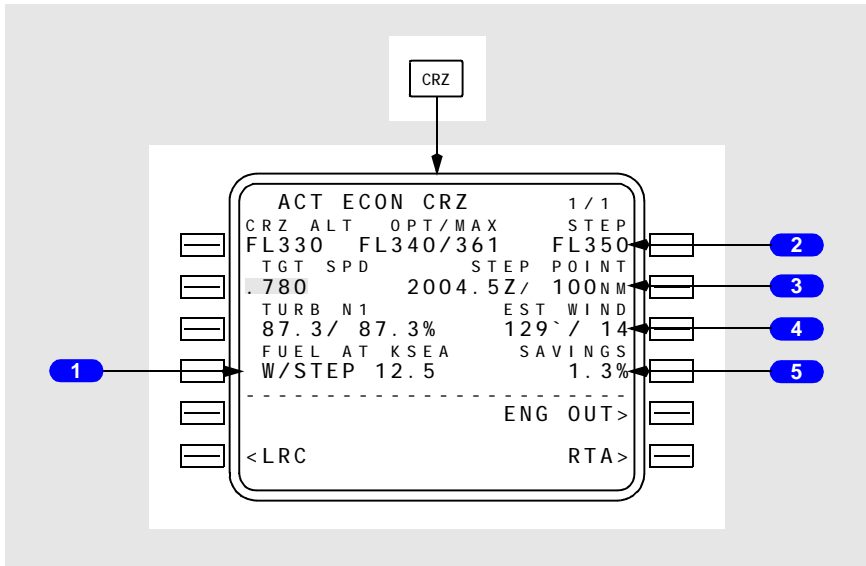 CRZ
ACT ECON CRZ 1/1
CRZ ALT OPT/MAX STEP
FL330 FL340/361 FL350
TGT SPD STEP POINT
.780 2004.5Z/ 100NM
TURB N1 EST WIND
87.3/ 87.3% 129`/ 14
FUEL AT KSEA SAVINGS
W/STEP 12.5 1.3%
------------------------
ENG OUT>
<LRC RTA>
1
2
3
4
5